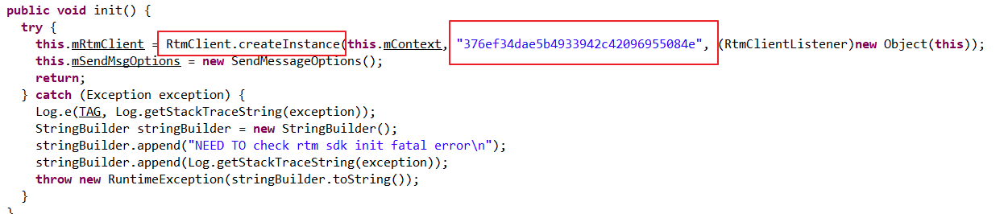 public void init() {
try {
this.mRtmClient = RtmClient.createInstance(this.mContext, "376ef34dae5b4933942c42096955084e", (RtmClientListener)new Object(this));
this.mSendMsgOptions = new SendMessageOptions();
return;
} catch (Exception exception) {
Log.e(TAG, Log.getStackTraceString(exception));
StringBuilder stringBuilder = new StringBuilder();
stringBuilder.append("NEED TO check rtm sdk init fatal error\n");
stringBuilder.append(Log.getStackTraceString(exception));
throw new RuntimeException(stringBuilder.toString());
}
}